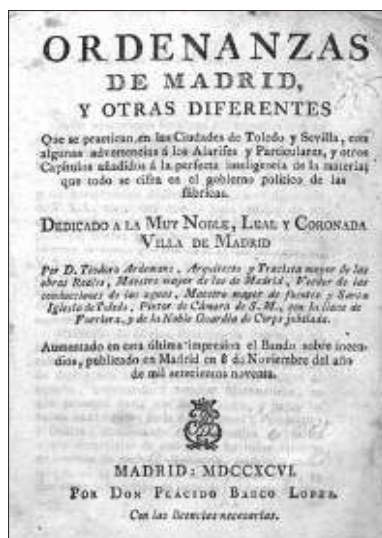 ORDENANZAS
DE MADRID,
Y OTRAS DIFERENTES
Que se practican en las Ciudades de Toledo y Sevilla, con
algunas advertencias á los Alarifes y Particulares, y otros
Capítulos añadidos á la perfecta inteligencia de la materia;
que todo se cifra en el gobierno político de las
fábricas.
DEDICADO A LA MUY NOBLE, LEAL Y CORONADA
VILLA DE MADRID
Por D. Teodoro Ardemans, Arquitecto y Tracista mayor de las
obras Reales, Maestro mayor de las de Madrid, Veedor de las
conducciones de las aguas, Maestro mayor de fuentes y Santa
Iglesia de Toledo, Pintor de Cámara de S. M., con la llave de
Furriera, y de la Noble Guardia de Corps jubilado.
Aumentado en esta última impresion el Bando sobre incen-
dios, publicado en Madrid en 8 de Noviembre del año
de mil setecientos noventa.
MADRID: MDCCXCVI.
POR DON PLÁCIDO BARCO LOPEZ.
Con las licencias necesarias.